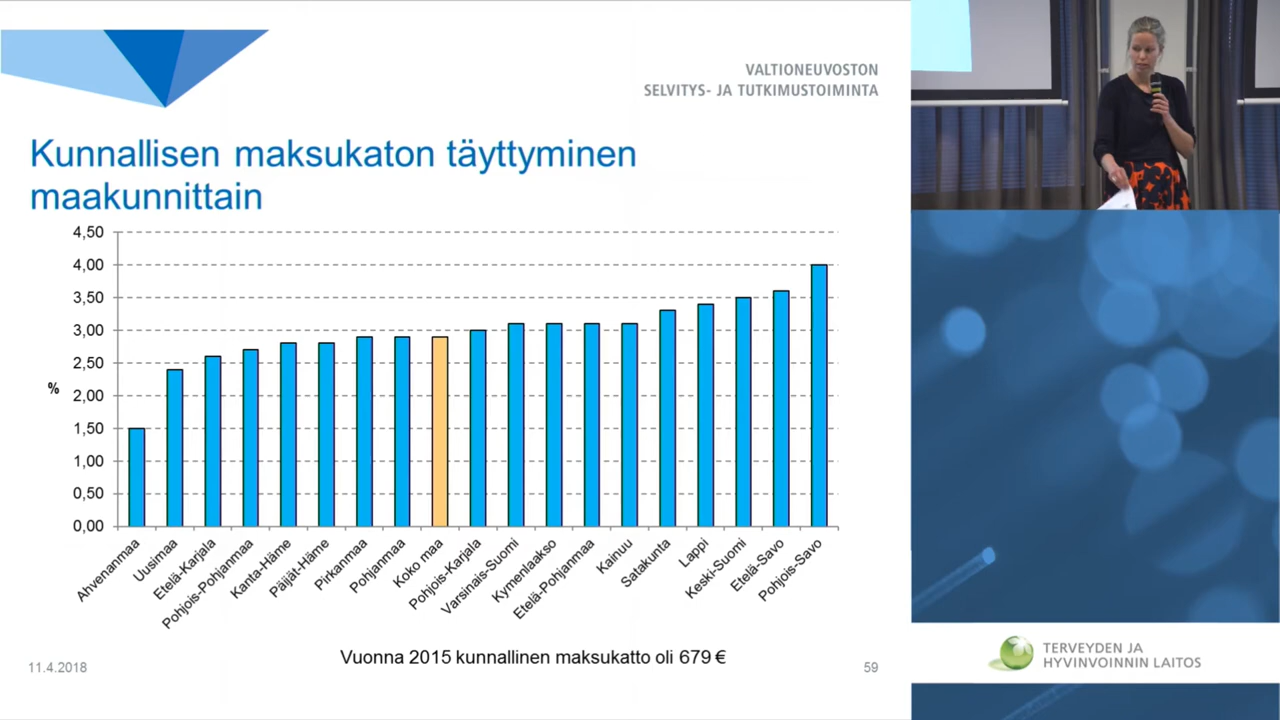 VALTIONEUVOSTON
SELVITYS- JA TUTKIMUSTOIMINTA
Kunnallisen maksukaton täyttyminen
maakunnittain
4,50
4,00
3,50
3,00
2,50
2,00
1,50
1,00
0,50
0,00
%
Ahvenanmaa
Uusimaa
Etelä-Karjala
Pohjois-Pohjanmaa
Kanta-Häme
Päijät-Häme
Pirkanmaa
Pohjanmaa
Koko maa
Pohjois-Karjala
Varsinais-Suomi
Kymenlaakso
Etelä-Pohjanmaa
Kainuu
Satakunta
Lappi
Keski-Suomi
Etelä-Savo
Pohjois-Savo
Vuonna 2015 kunnallinen maksukatto oli 679 €
11.4.2018
59
TERVEYDEN JA
HYVINVOINNIN LAITOS